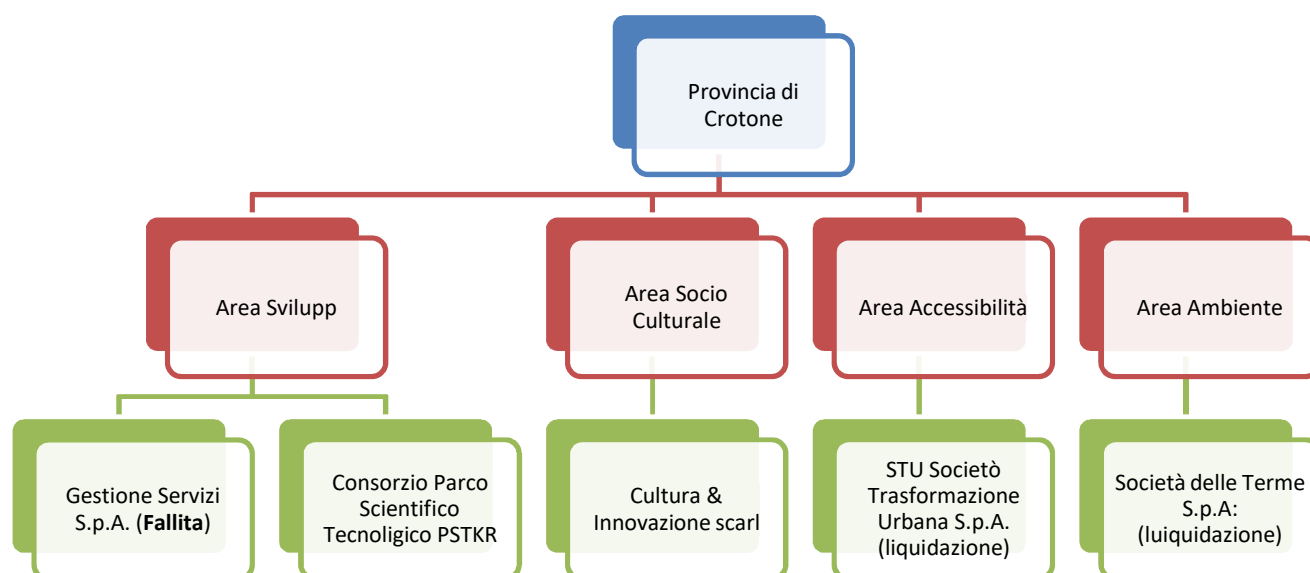 Provincia di
Crotone
Area Svilupp
Area Socio
Culturale
Area Accessibilità
Area Ambiente
Gestione Servizi
S.p.A. (Fallita)
Consorzio Parco
Scientifico
Tecnoligico PSTKR
Cultura &
Innovazione scarl
STU Societò
Trasformazione
Urbana S.p.A.
(liquidazione)
Società delle Terme
S.p.A:
(luiquidazione)